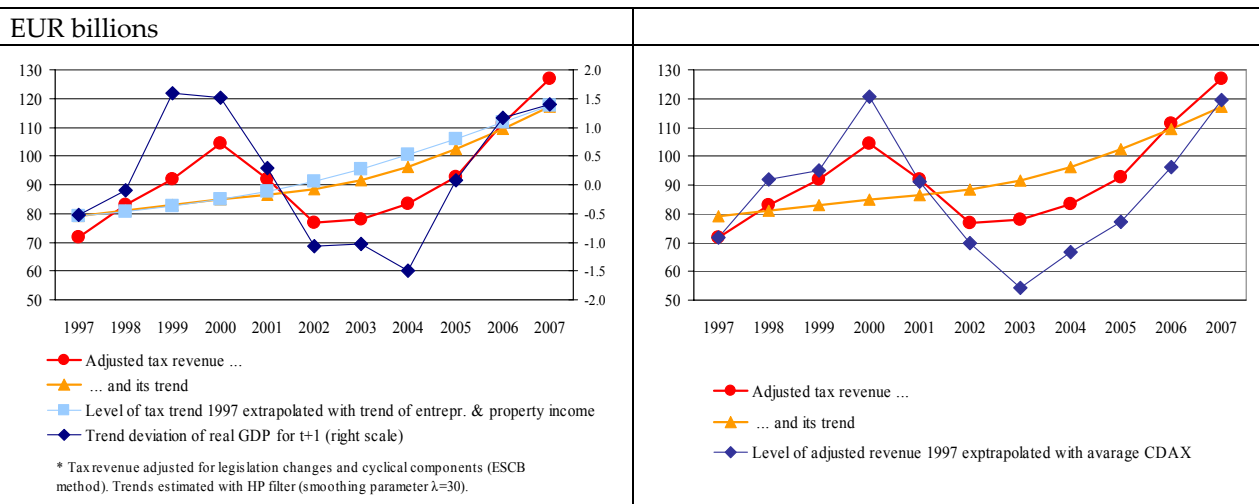 EUR billions
130
120
110
100
90
80
70
60
50
2.0
1.5
1.0
0.5
0.0
-0.5
-1.0
-1.5
-2.0
1997 1998 1999 2000 2001 2002 2003 2004 2005 2006 2007
Adjusted tax revenue ...
... and its trend
Level of tax trend 1997 extrapolated with trend of entrepr. & property income
Trend deviation of real GDP for t+1 (right scale)
* Tax revenue adjusted for legislation changes and cyclical components (ESCB
method). Trends estimated with HP filter (smoothing parameter λ=30).
130
120
110
100
90
80
70
60
50
1997 1998 1999 2000 2001 2002 2003 2004 2005 2006 2007
Adjusted tax revenue ...
... and its trend
Level of adjusted revenue 1997 exptrapolated with avarage CDAX